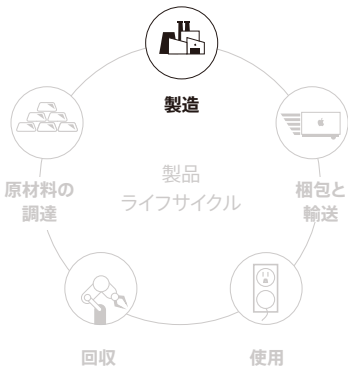 製造
原材料の
調達
製品
ライフサイクル
梱包と
輸送
回収
使用